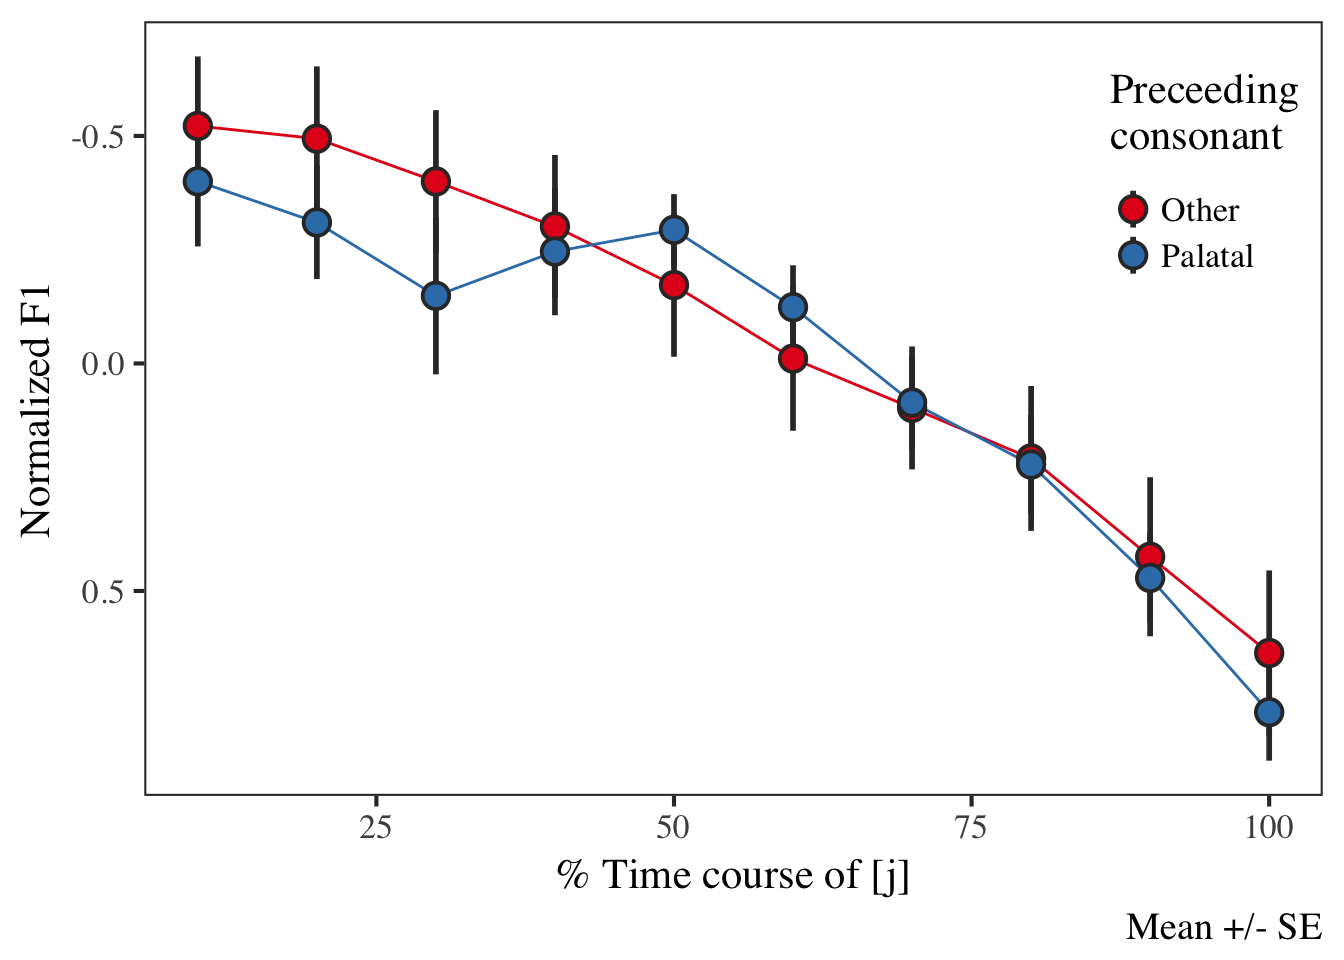 Preceeding
consonant
Other
Palatal
Normalized F1
-0.5
0.0
0.5
25
50
75
100
% Time course of [j]
Mean +/- SE